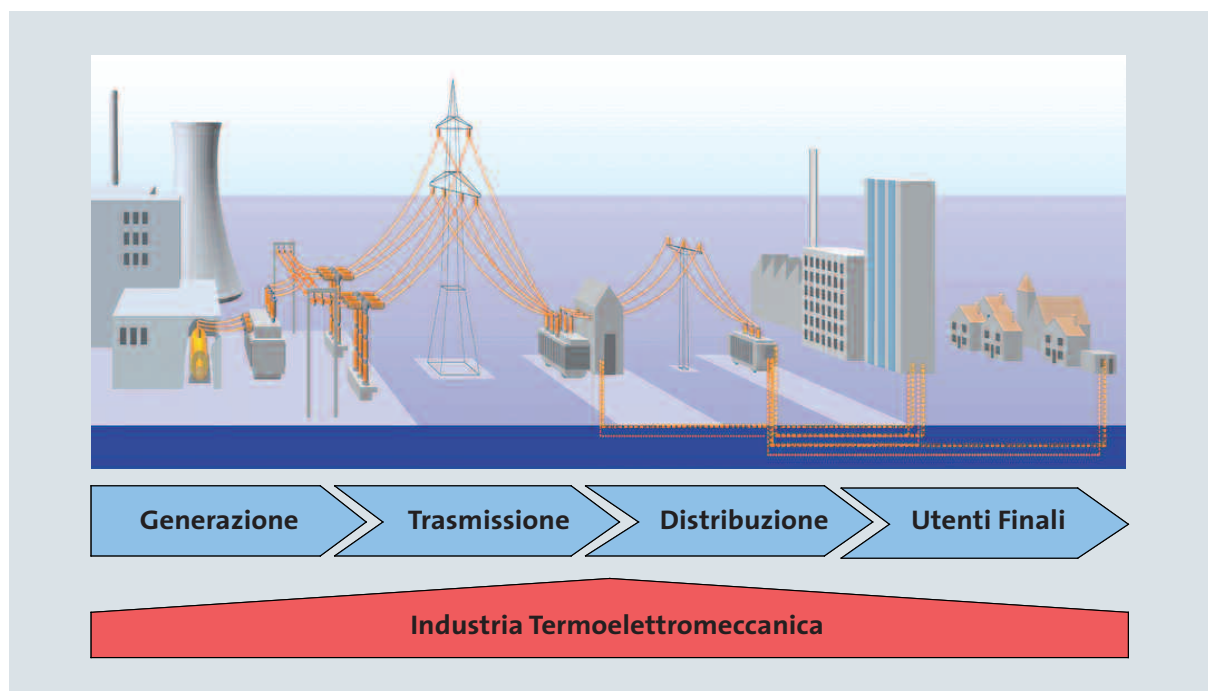 Generazione
Trasmissione
Distribuzione
Utenti Finali
Industria Termoelettromeccanica